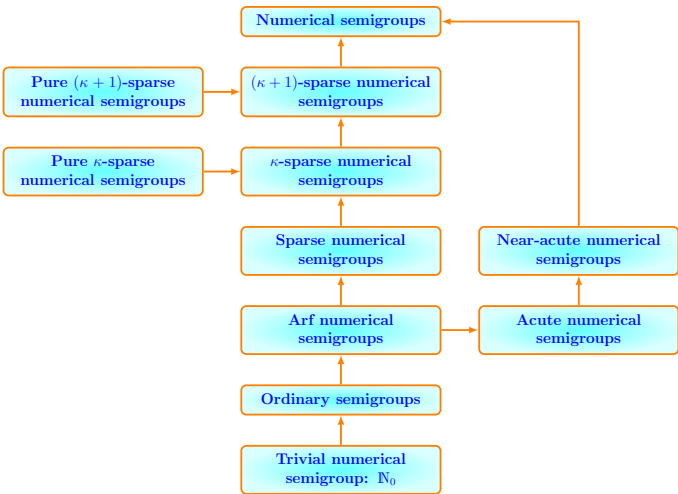 Numerical semigroups
Pure (κ + 1)-sparse
numerical semigroups
(κ + 1)-sparse numerical
semigroups
Pure κ-sparse
numerical semigroups
κ-sparse numerical
semigroups
Sparse numerical
semigroups
Near-acute numerical
semigroups
Arf numerical
semigroups
Acute numerical
semigroups
Ordinary semigroups
Trivial numerical
semigroup: ℕ₀